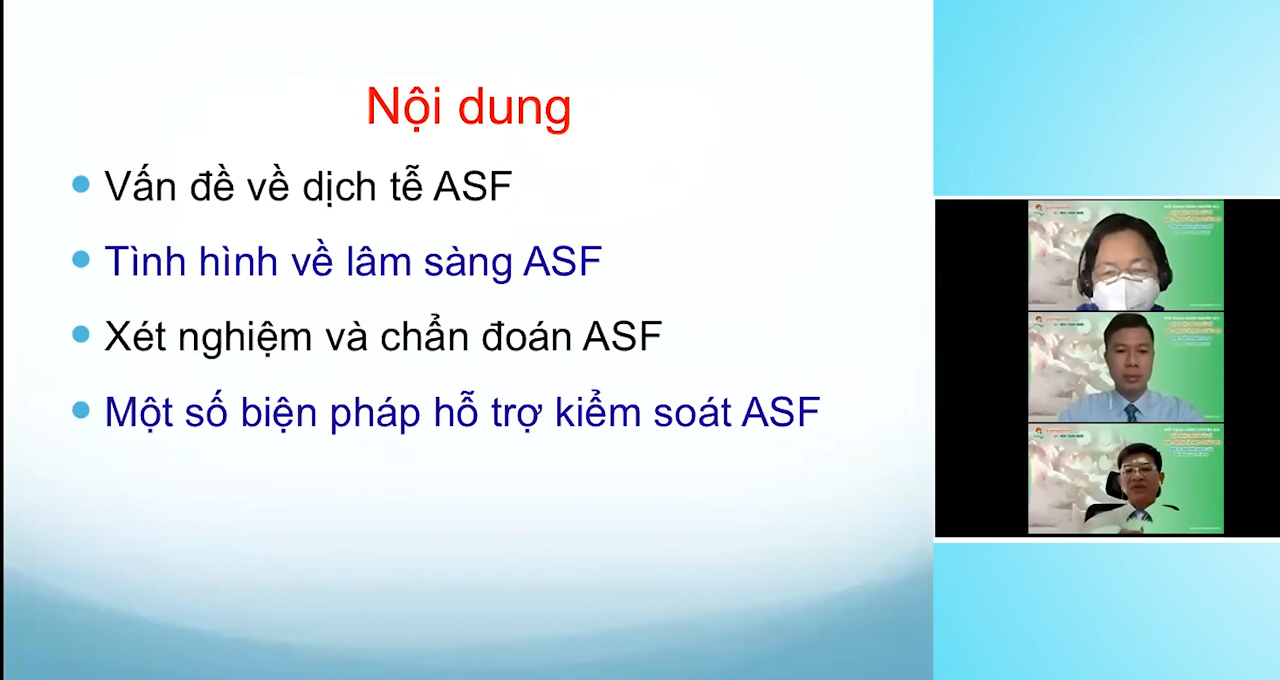 Nội dung
Vấn đề về dịch tễ ASF
Tình hình về lâm sàng ASF
Xét nghiệm và chẩn đoán ASF
Một số biện pháp hỗ trợ kiểm soát ASF